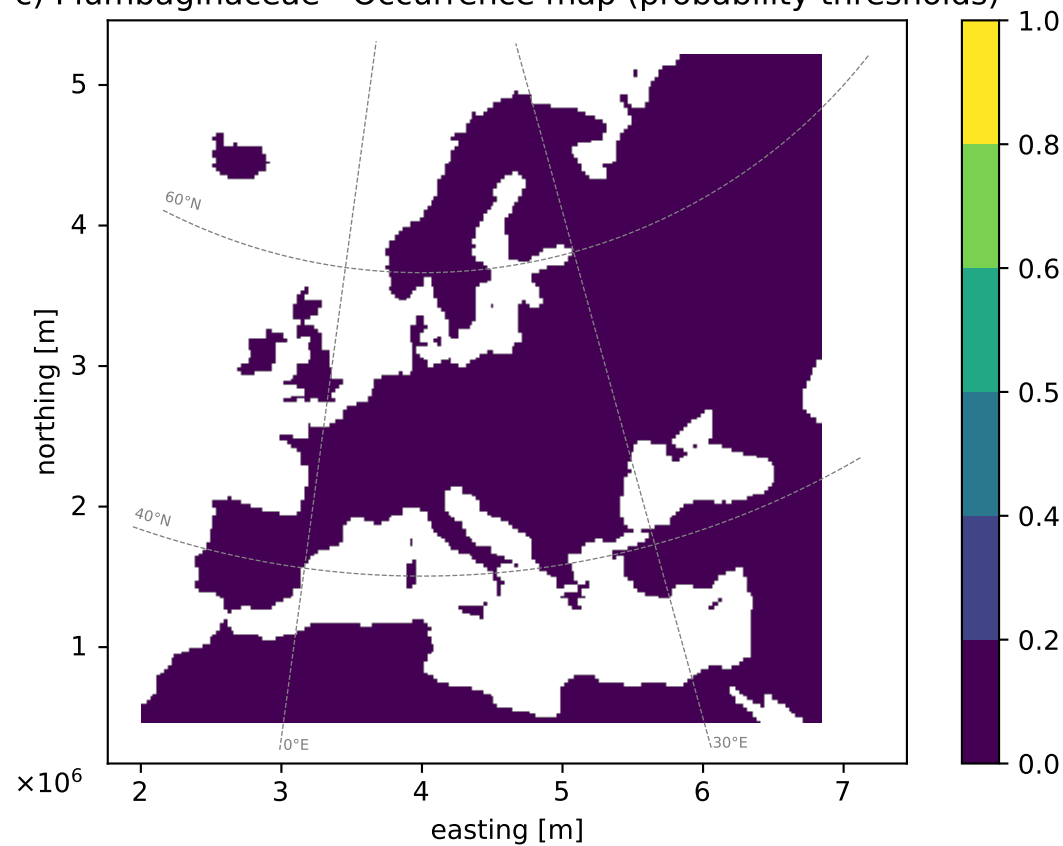 c) Plumbaginaceae - Occurrence map (probability thresholds)
1.0
0.8
0.6
0.5
0.4
0.2
0.0
5
4
3
2
1
northing [m]
60°N
40°N
0°E
30°E
×10⁶
2 3 4 5 6 7
easting [m]